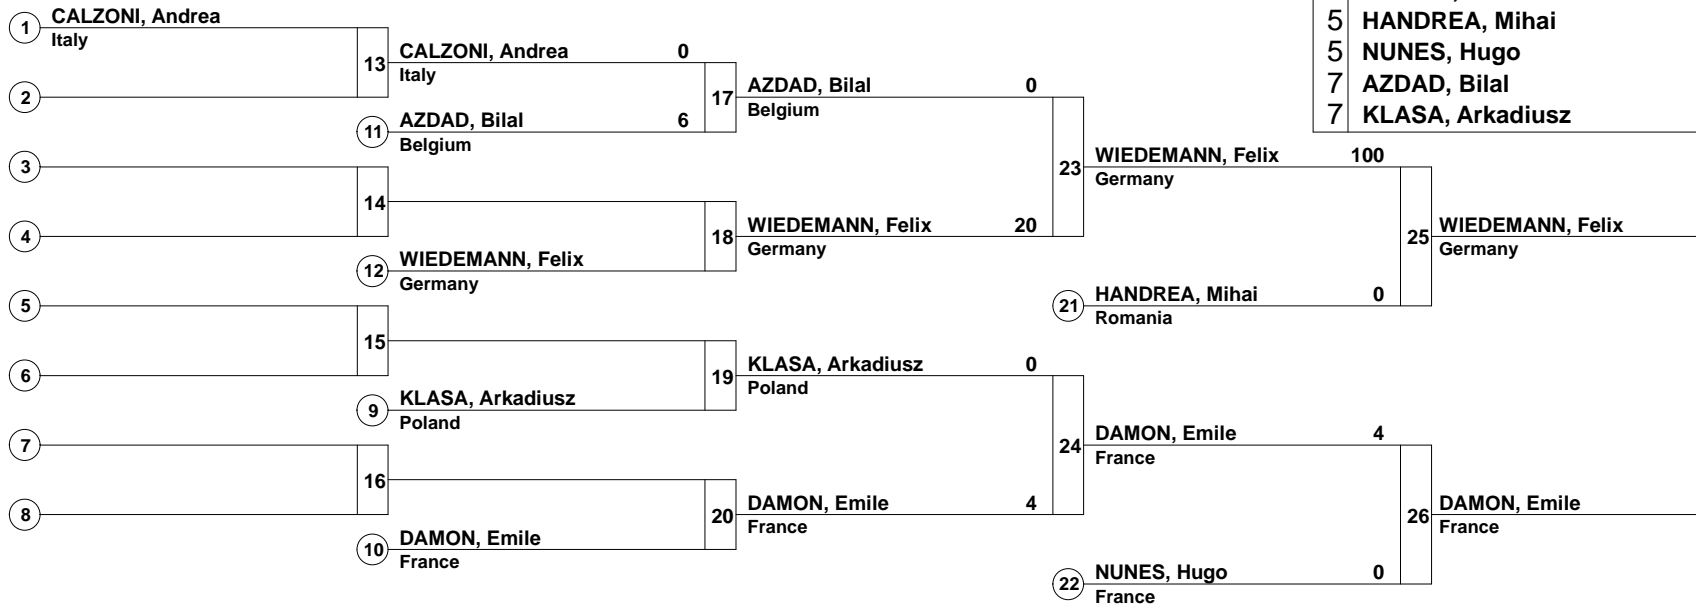 1 CALZONI, Andrea
Italy
2
3
4
5
6
7
8
13 CALZONI, Andrea 0
Italy
11 AZDAD, Bilal 6
Belgium
14
12 WIEDEMANN, Felix
Germany
15
9 KLASA, Arkadiusz
Poland
16
10 DAMON, Emile
France
17 AZDAD, Bilal 0
Belgium
18 WIEDEMANN, Felix 20
Germany
19 KLASA, Arkadiusz 0
Poland
20 DAMON, Emile 4
France
23 WIEDEMANN, Felix 100
Germany
21 HANDREA, Mihai 0
Romania
24 DAMON, Emile 4
France
22 NUNES, Hugo 0
France
25 WIEDEMANN, Felix
Germany
26 DAMON, Emile
France
5 HANDREA, Mihai
5 NUNES, Hugo
7 AZDAD, Bilal
7 KLASA, Arkadiusz